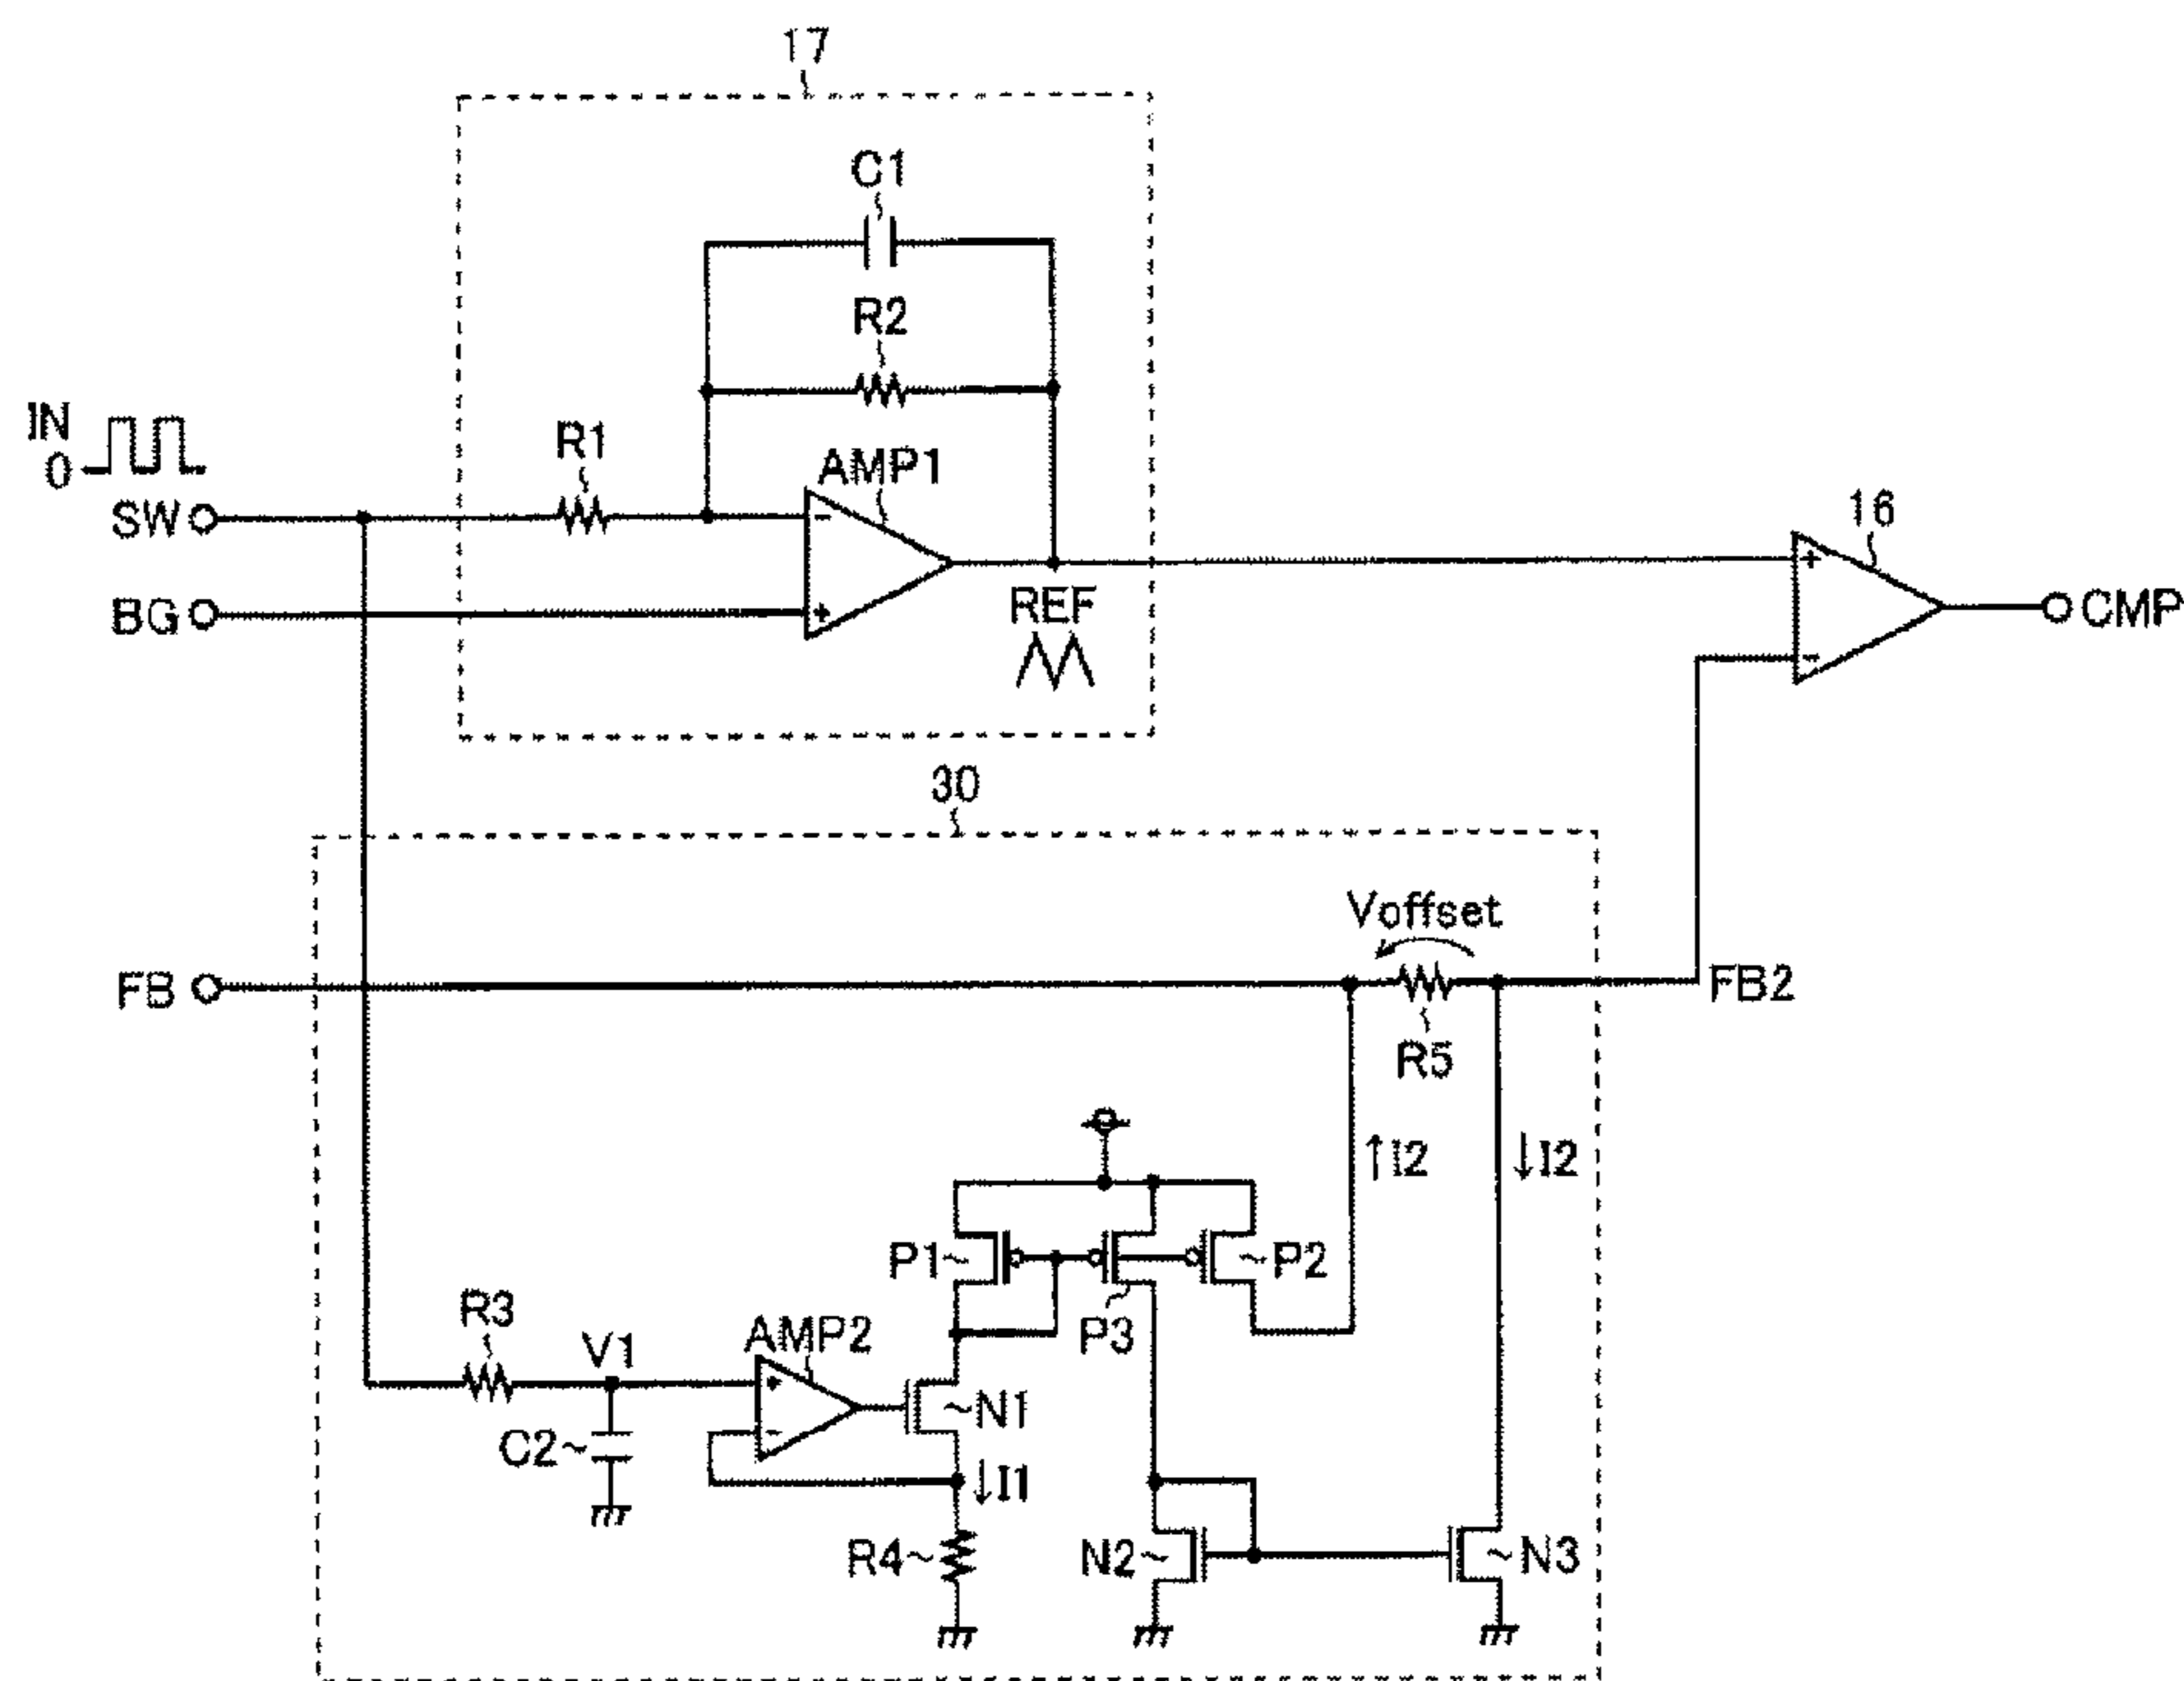 17
C1
R2
IN
0
R1
AMP1
SW
16
BG
REF
CMP
30
Voffset
FB
FB2
R5
↑I2
↓I2
P1
P2
R3
V1
AMP2
P3
N1
C2
↓I1
R4
N2
N3